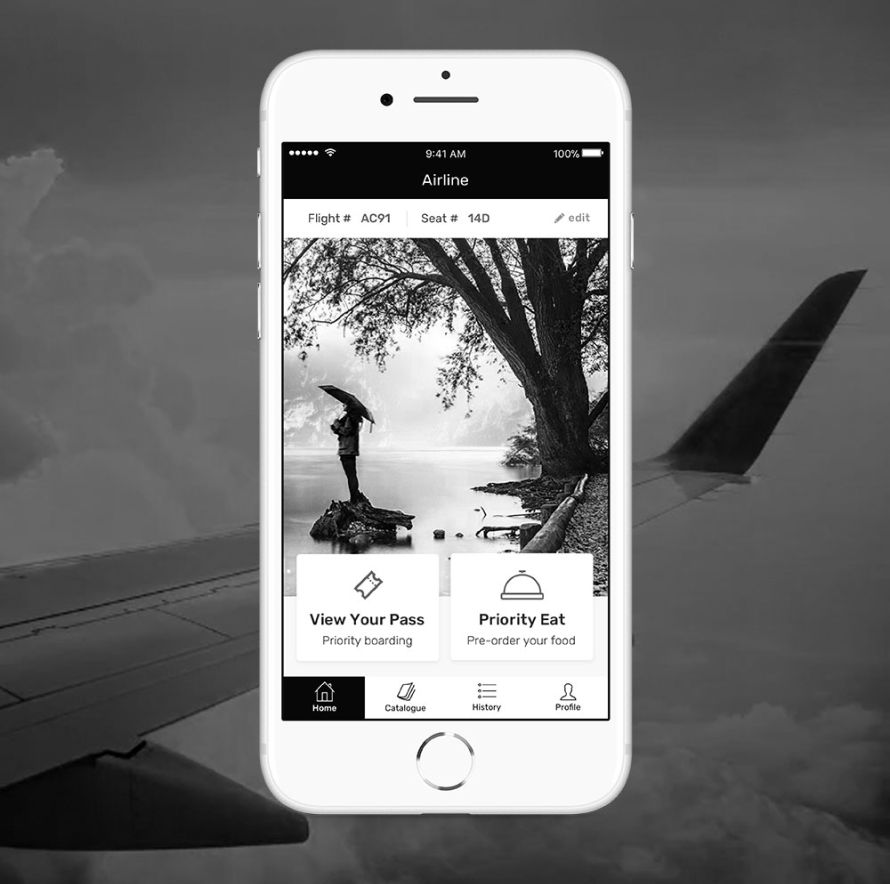 9:41 AM 100%
Airline
Flight # AC91 Seat # 14D edit
View Your Pass Priority Eat
Priority boarding Pre-order your food
Home Catalogue History Profile